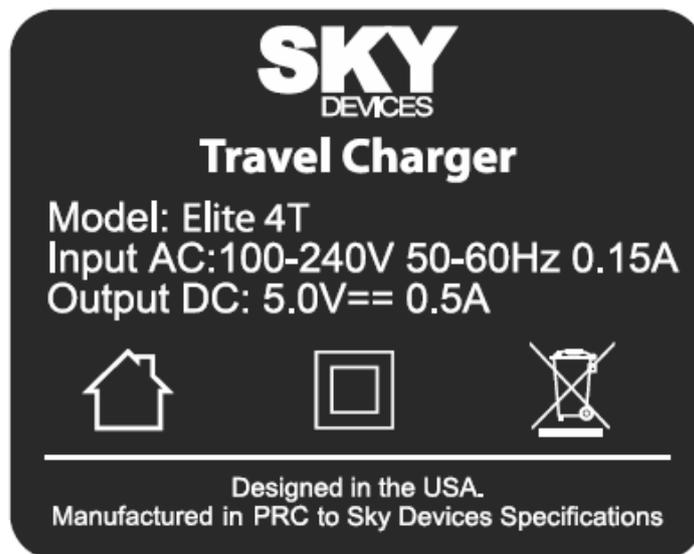 SKY
DEVICES
Travel Charger
Model: Elite 4T
Input AC:100-240V 50-60Hz 0.15A
Output DC: 5.0V== 0.5A
Designed in the USA.
Manufactured in PRC to Sky Devices Specifications